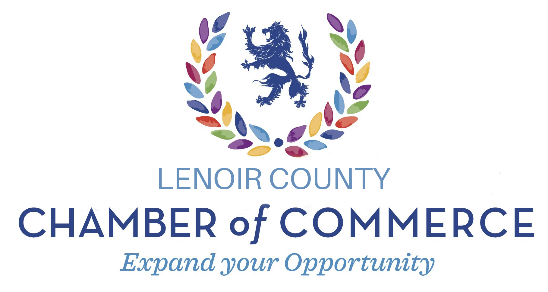 LENOIR COUNTY
CHAMBER of COMMERCE
Expand your Opportunity